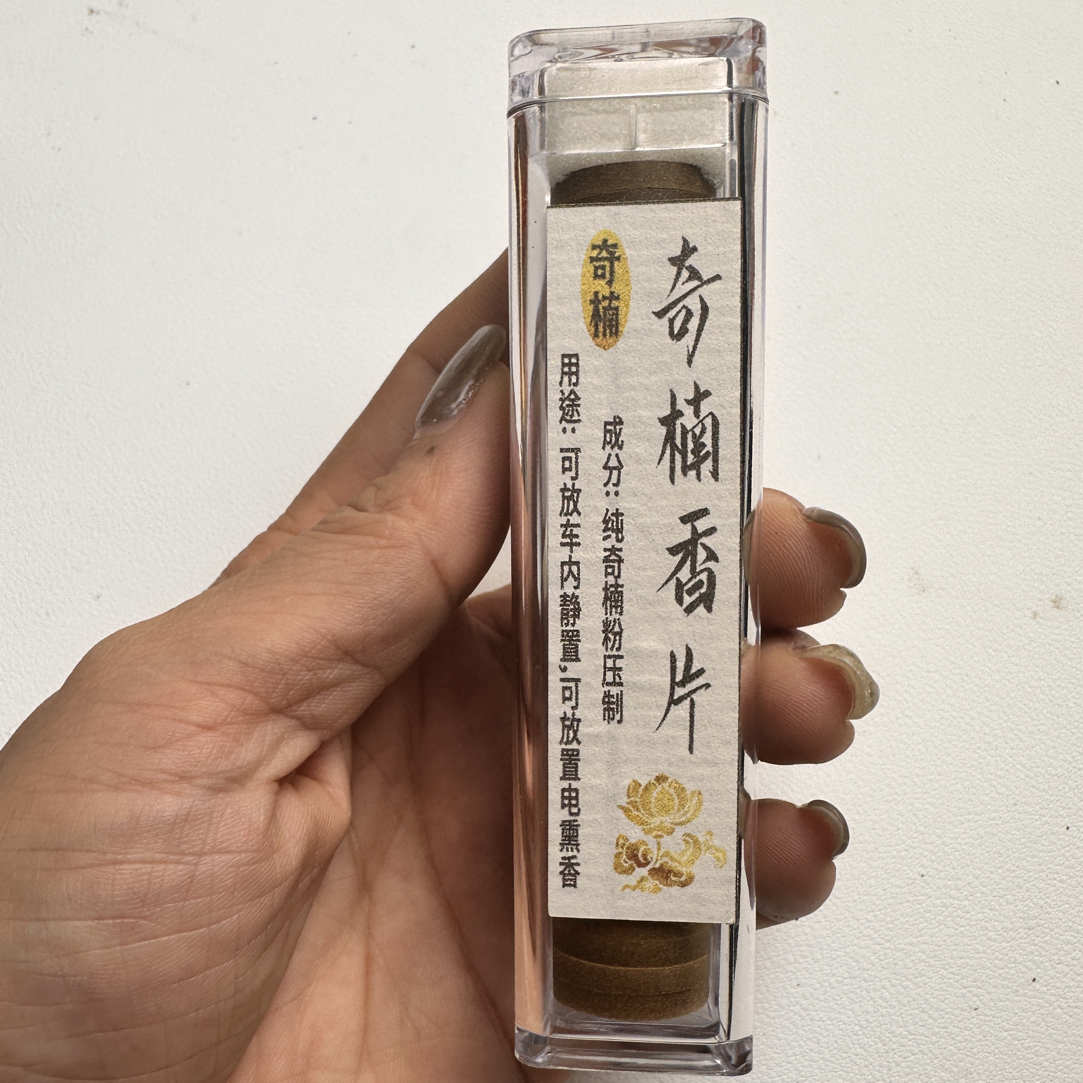 奇楠香片
奇楠
成分：纯奇楠粉压制
用途：可放车内静置，可放置电熏香